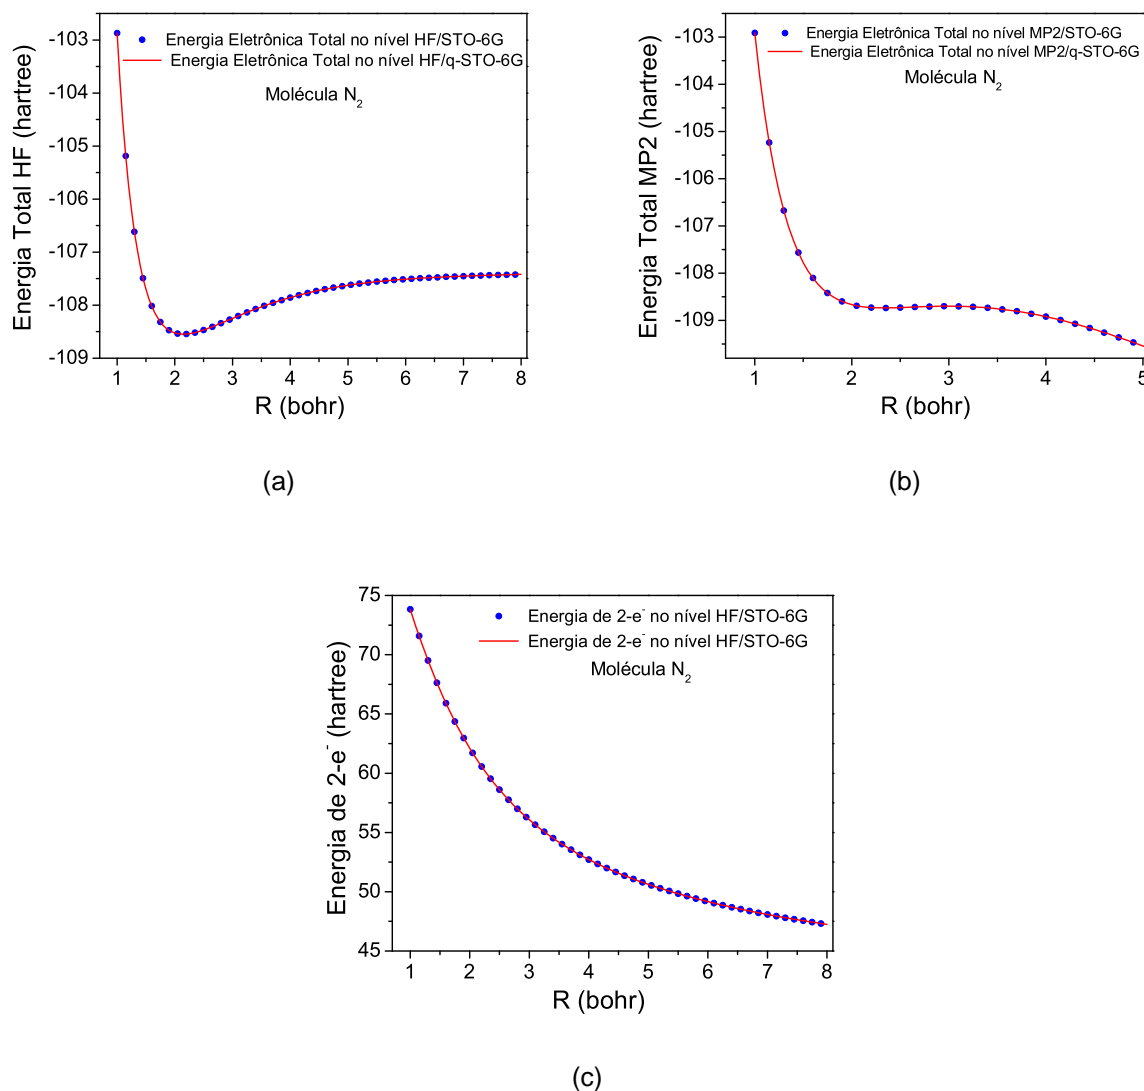 -103
-104
-105
-106
-107
-108
-109
Energia Total HF (hartree)
Energia Eletrônica Total no nível HF/STO-6G
Energia Eletrônica Total no nível HF/q-STO-6G
Molécula N₂
1 2 3 4 5 6 7 8
R (bohr)
(a)
-103
-104
-105
-106
-107
-108
-109
Energia Total MP2 (hartree)
Energia Eletrônica Total no nível MP2/STO-6G
Energia Eletrônica Total no nível MP2/q-STO-6G
Molécula N₂
1 2 3 4 5
R (bohr)
(b)
75
70
65
60
55
50
45
Energia de 2-e⁻ (hartree)
Energia de 2-e⁻ no nível HF/STO-6G
Energia de 2-e⁻ no nível HF/STO-6G
Molécula N₂
1 2 3 4 5 6 7 8
R (bohr)
(c)